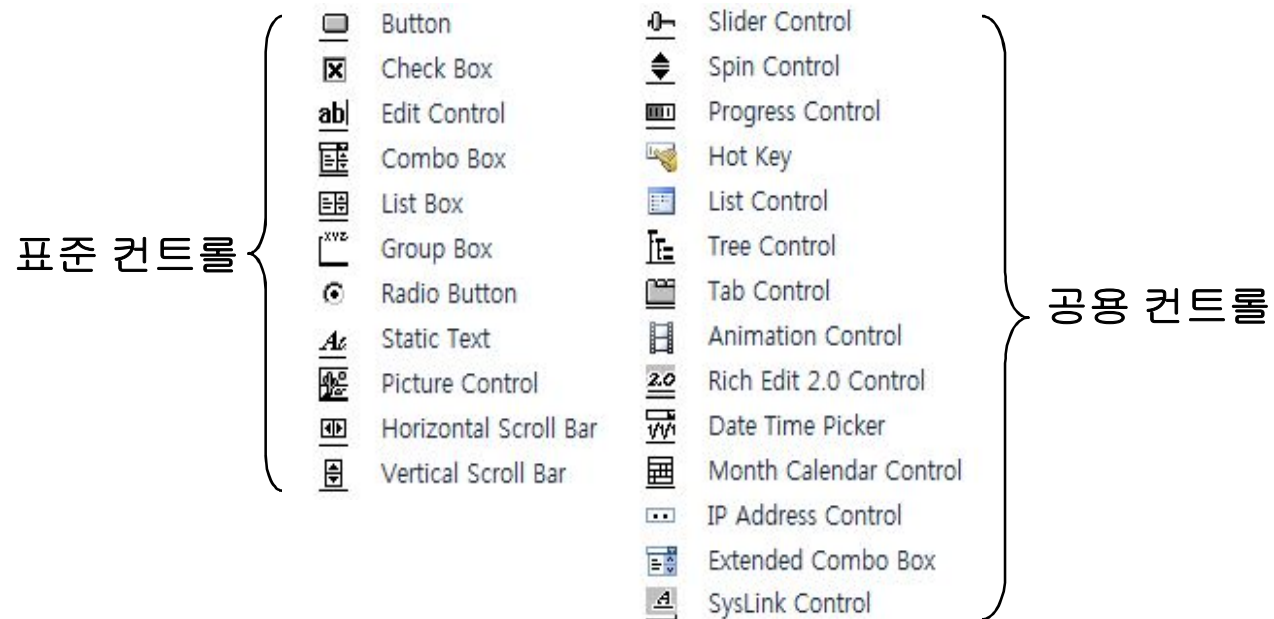 표준 컨트롤
Button
Check Box
Edit Control
Combo Box
List Box
Group Box
Radio Button
Static Text
Picture Control
Horizontal Scroll Bar
Vertical Scroll Bar
Slider Control
Spin Control
Progress Control
Hot Key
List Control
Tree Control
Tab Control
Animation Control
Rich Edit 2.0 Control
Date Time Picker
Month Calendar Control
IP Address Control
Extended Combo Box
SysLink Control
공용 컨트롤